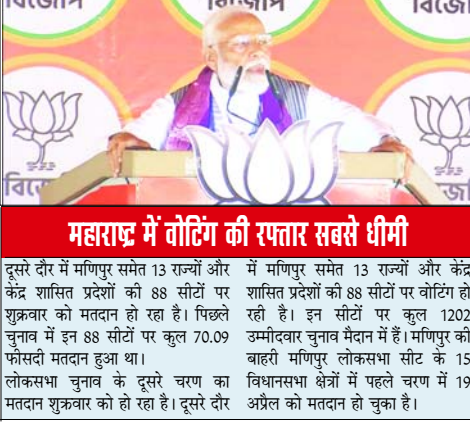 बिजेपि
महाराष्ट्र में वोटिंग की रफ्तार सबसे धीमी
दूसरे दौर में मणिपुर समेत 13 राज्यों और
केंद्र शासित प्रदेशों की 88 सीटों पर
शुक्रवार को मतदान हो रहा है। पिछले
चुनाव में इन 88 सीटों पर कुल 70.09
फीसदी मतदान हुआ था।
लोकसभा चुनाव के दूसरे चरण का
मतदान शुक्रवार को हो रहा है। दूसरे दौर
में मणिपुर समेत 13 राज्यों और केंद्र
शासित प्रदेशों की 88 सीटों पर वोटिंग हो
रही है। इन सीटों पर कुल 1202
उम्मीदवार चुनाव मैदान में हैं। मणिपुर की
बाहरी मणिपुर लोकसभा सीट के 15
विधानसभा क्षेत्रों में पहले चरण में 19
अप्रैल को मतदान हो चुका है।